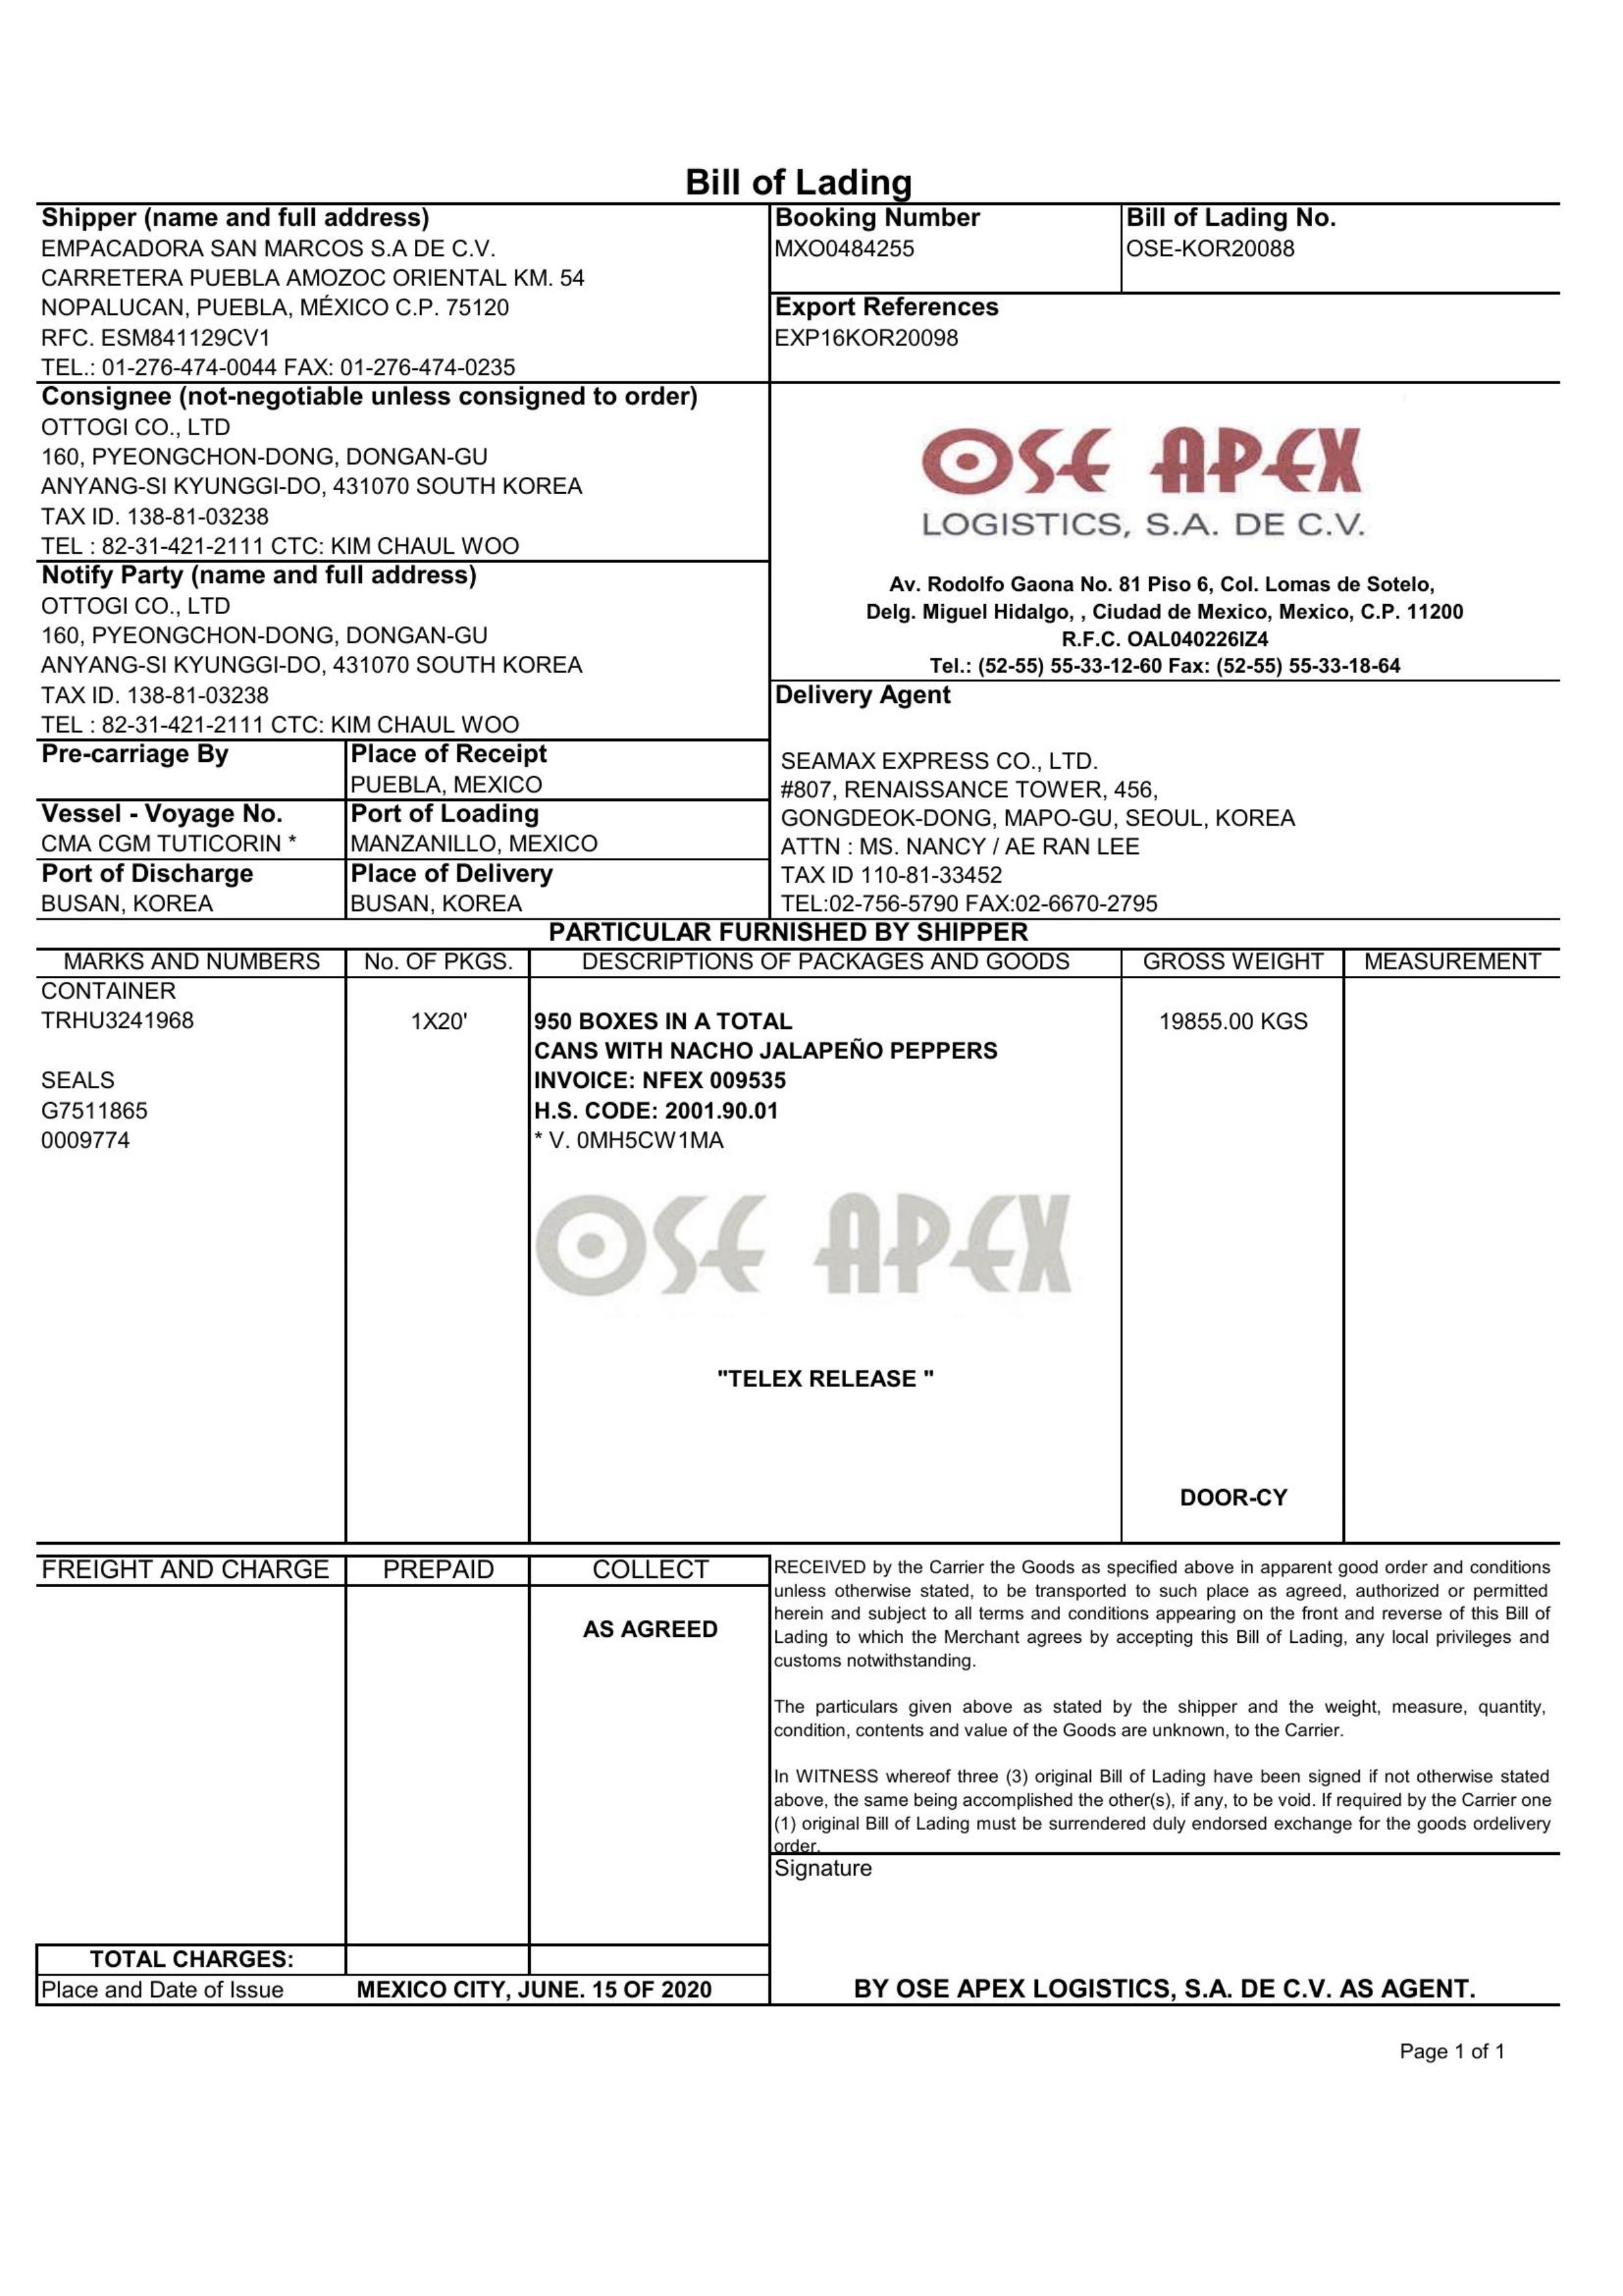 Bill of Lading
Shipper (name and full address)
EMPACADORA SAN MARCOS S.A DE C.V.
CARRETERA PUEBLA AMOZOC ORIENTAL KM. 54
NOPALUCAN, PUEBLA, MÉXICO C.P. 75120
RFC. ESM841129CV1
TEL.: 01-276-474-0044 FAX: 01-276-474-0235
Booking Number
MXO0484255
Bill of Lading No.
OSE-KOR20088
Export References
EXP16KOR20098
Consignee (not-negotiable unless consigned to order)
OTTOGI CO., LTD
160, PYEONGCHON-DONG, DONGAN-GU
ANYANG-SI KYUNGGI-DO, 431070 SOUTH KOREA
TAX ID. 138-81-03238
TEL : 82-31-421-2111 CTC: KIM CHAUL WOO
OSE APEX
LOGISTICS, S.A. DE C.V.
Av. Rodolfo Gaona No. 81 Piso 6, Col. Lomas de Sotelo,
Delg. Miguel Hidalgo, , Ciudad de Mexico, Mexico, C.P. 11200
R.F.C. OAL040226IZ4
Tel.: (52-55) 55-33-12-60 Fax: (52-55) 55-33-18-64
Notify Party (name and full address)
OTTOGI CO., LTD
160, PYEONGCHON-DONG, DONGAN-GU
ANYANG-SI KYUNGGI-DO, 431070 SOUTH KOREA
TAX ID. 138-81-03238
TEL : 82-31-421-2111 CTC: KIM CHAUL WOO
Delivery Agent
SEAMAX EXPRESS CO., LTD.
#807, RENAISSANCE TOWER, 456,
GONGDEOK-DONG, MAPO-GU, SEOUL, KOREA
ATTN : MS. NANCY / AE RAN LEE
TAX ID 110-81-33452
TEL:02-756-5790 FAX:02-6670-2795
Pre-carriage By
Place of Receipt
PUEBLA, MEXICO
Vessel - Voyage No.
CMA CGM TUTICORIN *
Port of Loading
MANZANILLO, MEXICO
Port of Discharge
BUSAN, KOREA
Place of Delivery
BUSAN, KOREA
PARTICULAR FURNISHED BY SHIPPER
MARKS AND NUMBERS
No. OF PKGS.
DESCRIPTIONS OF PACKAGES AND GOODS
GROSS WEIGHT
MEASUREMENT
CONTAINER
TRHU3241968
SEALS
G7511865
0009774
1X20'
950 BOXES IN A TOTAL
CANS WITH NACHO JALAPEÑO PEPPERS
INVOICE: NFEX 009535
H.S. CODE: 2001.90.01
* V. 0MH5CW1MA
OSE APEX
"TELEX RELEASE "
19855.00 KGS
DOOR-CY
FREIGHT AND CHARGE
PREPAID
COLLECT
AS AGREED
RECEIVED by the Carrier the Goods as specified above in apparent good order and conditions
unless otherwise stated, to be transported to such place as agreed, authorized or permitted
herein and subject to all terms and conditions appearing on the front and reverse of this Bill of
Lading to which the Merchant agrees by accepting this Bill of Lading, any local privileges and
customs notwithstanding.
The particulars given above as stated by the shipper and the weight, measure, quantity,
condition, contents and value of the Goods are unknown, to the Carrier.
In WITNESS whereof three (3) original Bill of Lading have been signed if not otherwise stated
above, the same being accomplished the other(s), if any, to be void. If required by the Carrier one
(1) original Bill of Lading must be surrendered duly endorsed exchange for the goods ordelivery
order.
Signature
TOTAL CHARGES:
Place and Date of Issue
MEXICO CITY, JUNE. 15 OF 2020
BY OSE APEX LOGISTICS, S.A. DE C.V. AS AGENT.
Page 1 of 1